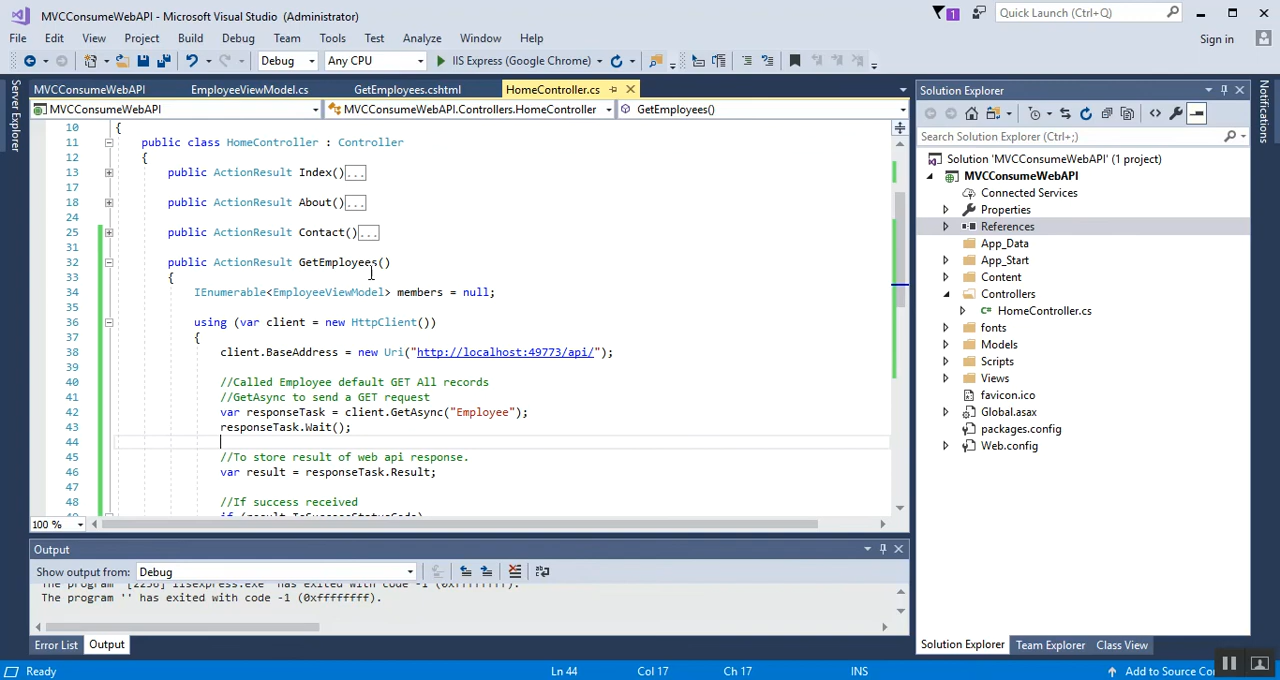 MVCConsumeWebAPI - Microsoft Visual Studio (Administrator)
1
Quick Launch (Ctrl+Q)
File Edit View Project Build Debug Team Tools Test Analyze Window Help
Sign in
Debug Any CPU IIS Express (Google Chrome)
Server Explorer
MVCConsumeWebAPI EmployeeViewModel.cs GetEmployees.cshtml HomeController.cs
MVCConsumeWebAPI MVCConsumeWebAPI.Controllers.HomeController GetEmployees()
10 {
11 public class HomeController : Controller
12 {
13 public ActionResult Index()...
17
18 public ActionResult About()...
24
25 public ActionResult Contact()...
31
32 public ActionResult GetEmployees()
33 {
34 IEnumerable<EmployeeViewModel> members = null;
35
36 using (var client = new HttpClient())
37 {
38 client.BaseAddress = new Uri("http://localhost:49773/api/");
39
40 //Called Employee default GET All records
41 //GetAsync to send a GET request
42 var responseTask = client.GetAsync("Employee");
43 responseTask.Wait();
44
45 //To store result of web api response.
46 var result = responseTask.Result;
47
48 //If success received
49 if (result.IsSuccessStatusCode)
100 %
Output
Show output from: Debug
The program '[2256] iisexpress.exe' has exited with code -1 (0xffffffff).
The program '' has exited with code -1 (0xffffffff).
Error List Output
Solution Explorer
Search Solution Explorer (Ctrl+;)
Solution 'MVCConsumeWebAPI' (1 project)
MVCConsumeWebAPI
Connected Services
Properties
References
App_Data
App_Start
Content
Controllers
HomeController.cs
fonts
Models
Scripts
Views
favicon.ico
Global.asax
packages.config
Web.config
Solution Explorer Team Explorer Class View
Notifications
Ready Ln 44 Col 17 Ch 17 INS Add to Source